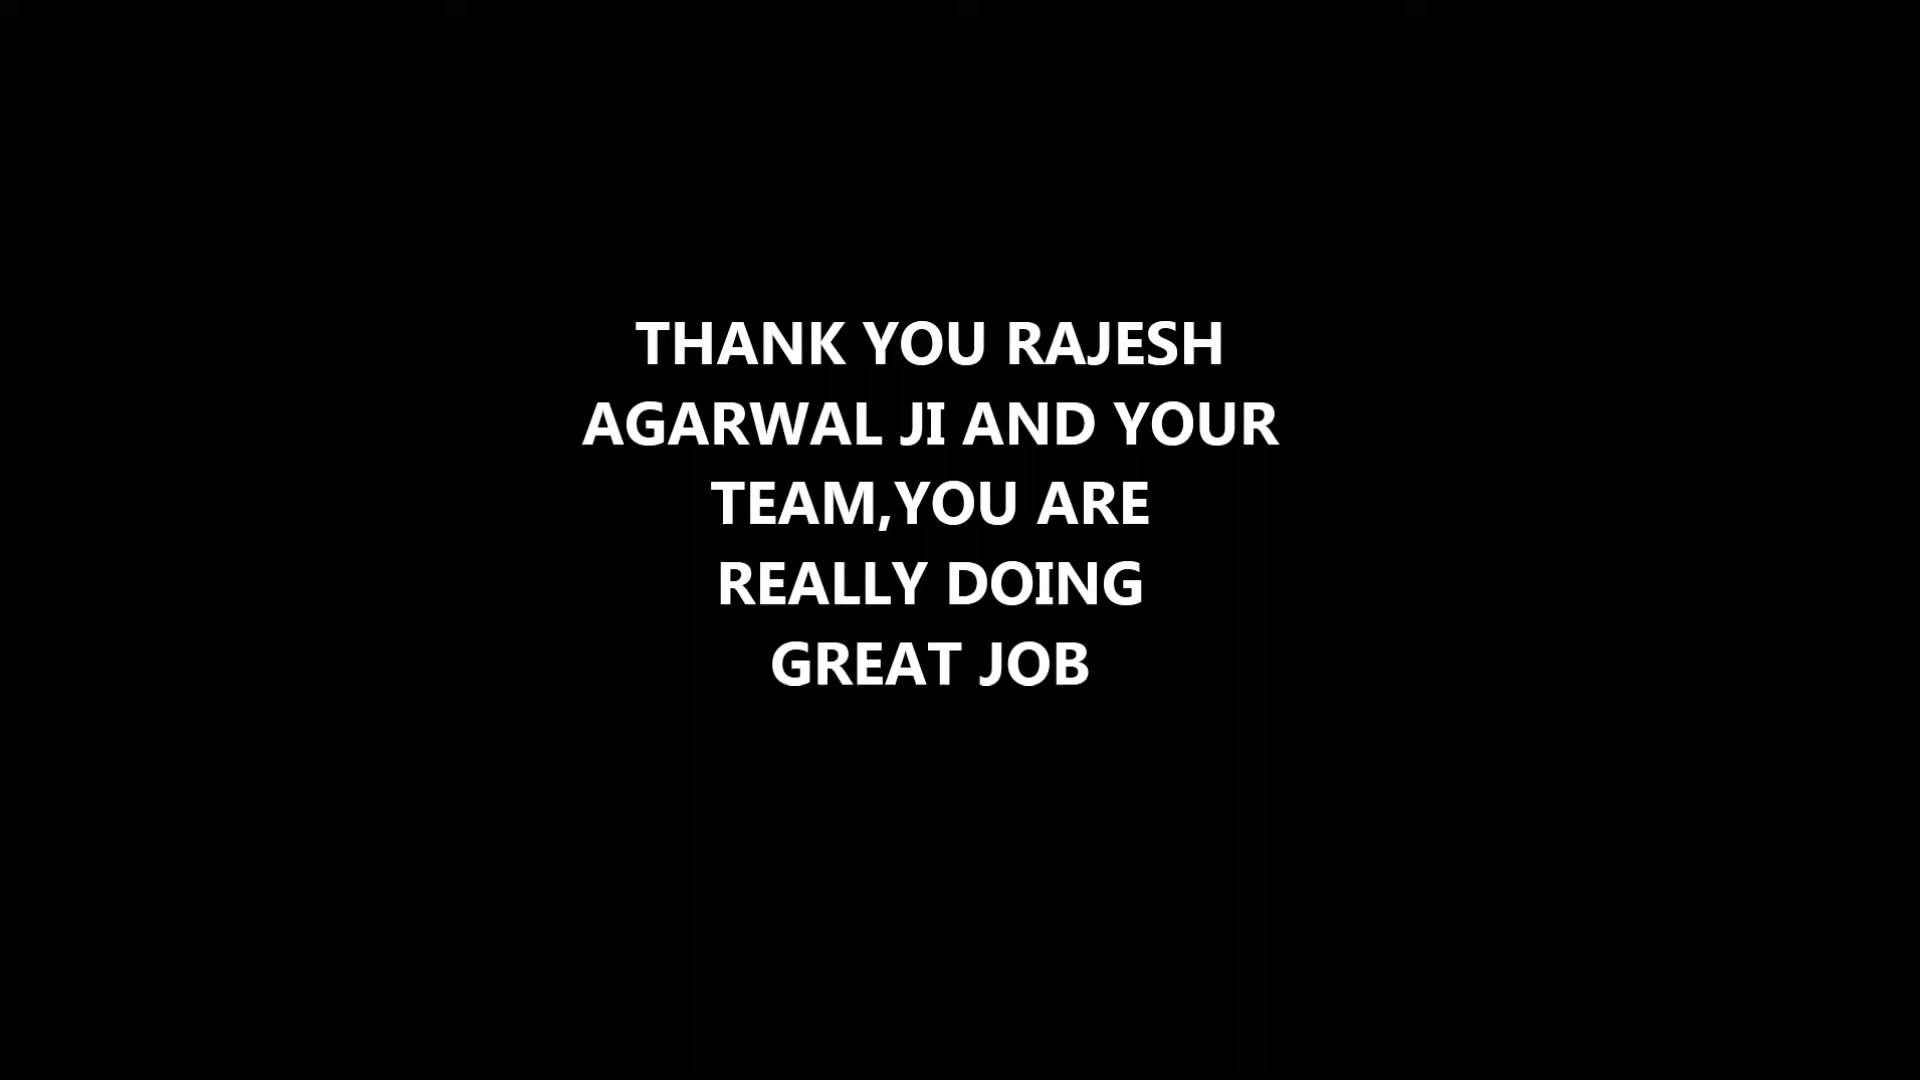 THANK YOU RAJESH
AGARWAL JI AND YOUR
TEAM,YOU ARE
REALLY DOING
GREAT JOB